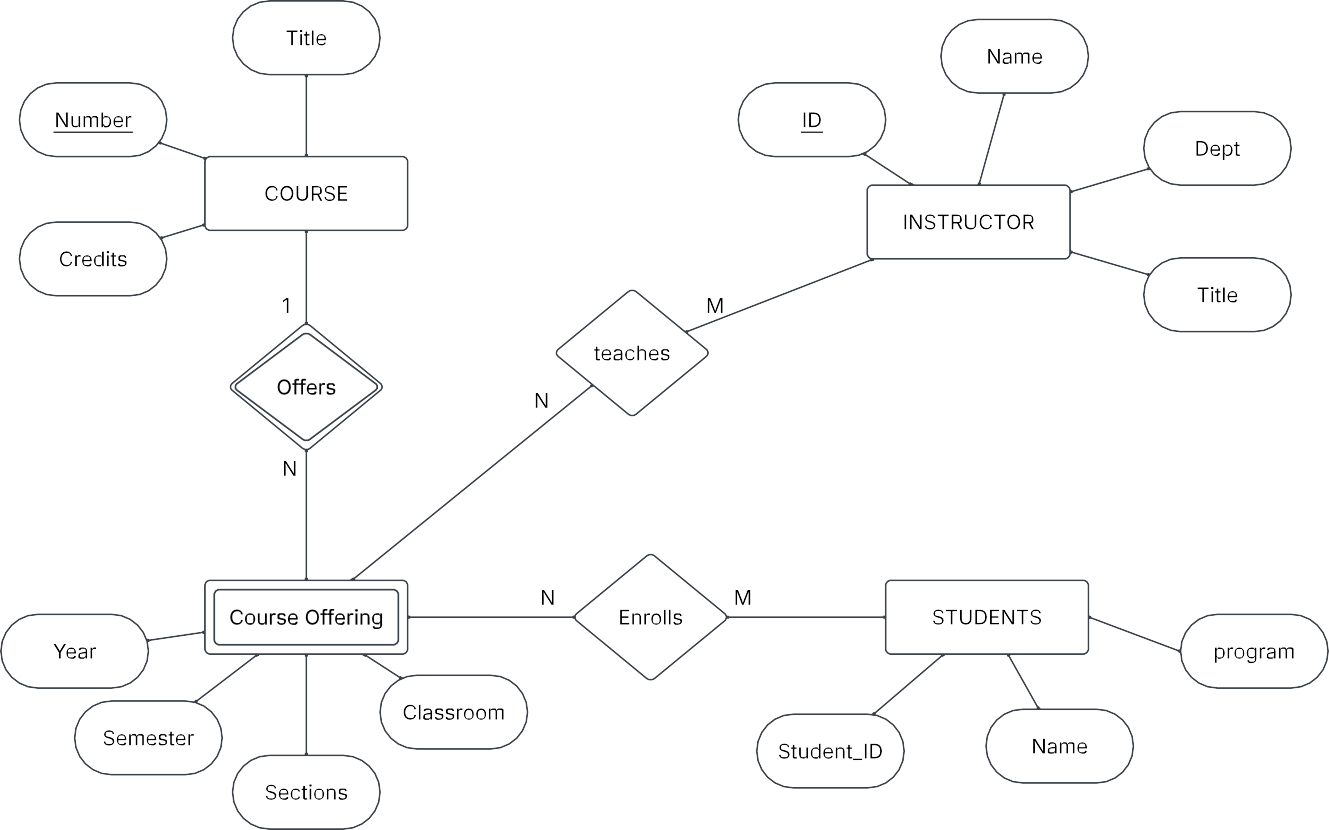 Title
Name
Number
ID
Dept
COURSE
INSTRUCTOR
Credits
Title
1
M
teaches
Offers
N
N
N
M
Course Offering
Enrolls
STUDENTS
Year
program
Classroom
Semester
Student_ID
Name
Sections